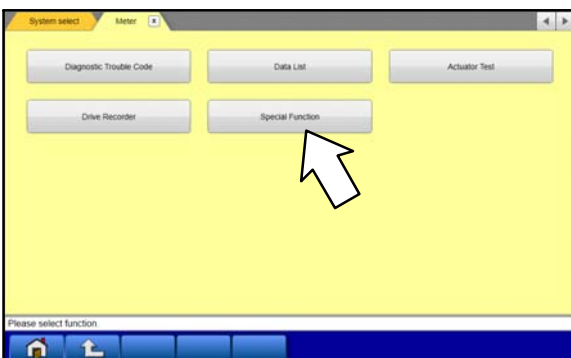 System select Meter x
Diagnostic Trouble Code Data List Actuator Test
Drive Recorder Special Function
Please select function